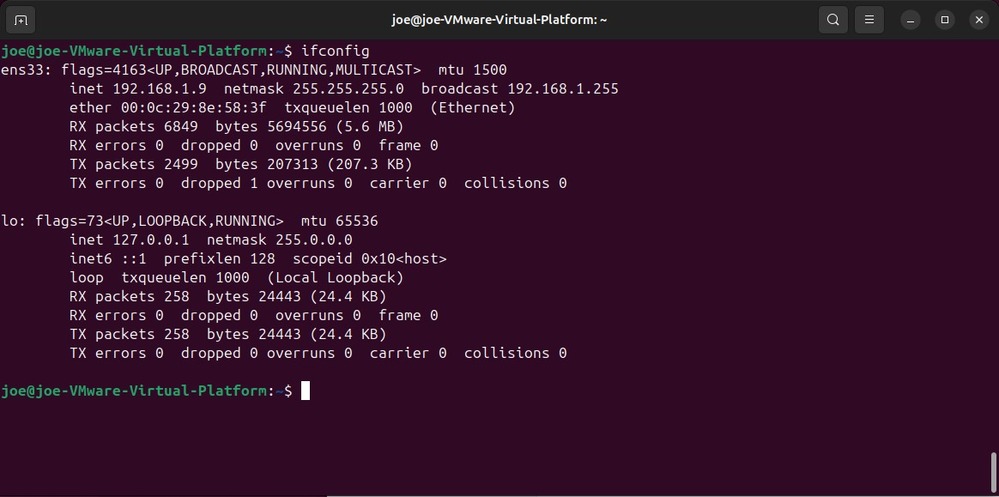 joe@joe-VMware-Virtual-Platform: ~
joe@joe-VMware-Virtual-Platform:~$ ifconfig
ens33: flags=4163<UP,BROADCAST,RUNNING,MULTICAST>  mtu 1500
        inet 192.168.1.9  netmask 255.255.255.0  broadcast 192.168.1.255
        ether 00:0c:29:8e:58:3f  txqueuelen 1000  (Ethernet)
        RX packets 6849  bytes 5694556 (5.6 MB)
        RX errors 0  dropped 0  overruns 0  frame 0
        TX packets 2499  bytes 207313 (207.3 KB)
        TX errors 0  dropped 1 overruns 0  carrier 0  collisions 0

lo: flags=73<UP,LOOPBACK,RUNNING>  mtu 65536
        inet 127.0.0.1  netmask 255.0.0.0
        inet6 ::1  prefixlen 128  scopeid 0x10<host>
        loop  txqueuelen 1000  (Local Loopback)
        RX packets 258  bytes 24443 (24.4 KB)
        RX errors 0  dropped 0  overruns 0  frame 0
        TX packets 258  bytes 24443 (24.4 KB)
        TX errors 0  dropped 0 overruns 0  carrier 0  collisions 0

joe@joe-VMware-Virtual-Platform:~$